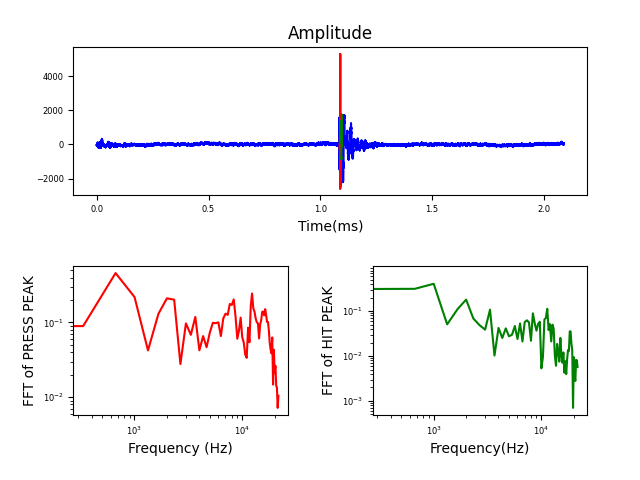 Amplitude
4000
2000
0
−2000
0.0 0.5 1.0 1.5 2.0
Time(ms)
FFT of PRESS PEAK
10⁻¹
10⁻²
10³ 10⁴
Frequency (Hz)
FFT of HIT PEAK
10⁻¹
10⁻²
10⁻³
10³ 10⁴
Frequency(Hz)